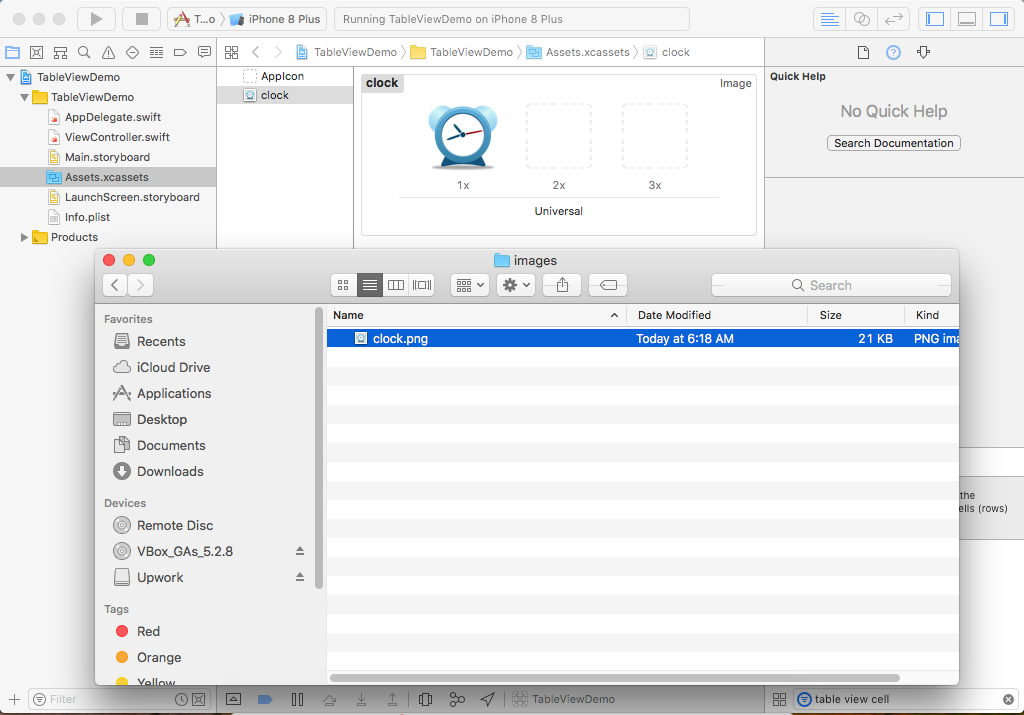 T...o
iPhone 8 Plus
Running TableViewDemo on iPhone 8 Plus
TableViewDemo
TableViewDemo
Assets.xcassets
clock
TableViewDemo
TableViewDemo
AppDelegate.swift
ViewController.swift
Main.storyboard
Assets.xcassets
LaunchScreen.storyboard
Info.plist
Products
AppIcon
clock
clock
Image
1x
2x
3x
Universal
Quick Help
No Quick Help
Search Documentation
images
Search
Favorites
Recents
iCloud Drive
Applications
Desktop
Documents
Downloads
Devices
Remote Disc
VBox_GAs_5.2.8
Upwork
Tags
Red
Orange
Yellow
Name
Date Modified
Size
Kind
clock.png
Today at 6:18 AM
21 KB
PNG ima
the
ells (rows)
Filter
TableViewDemo
table view cell